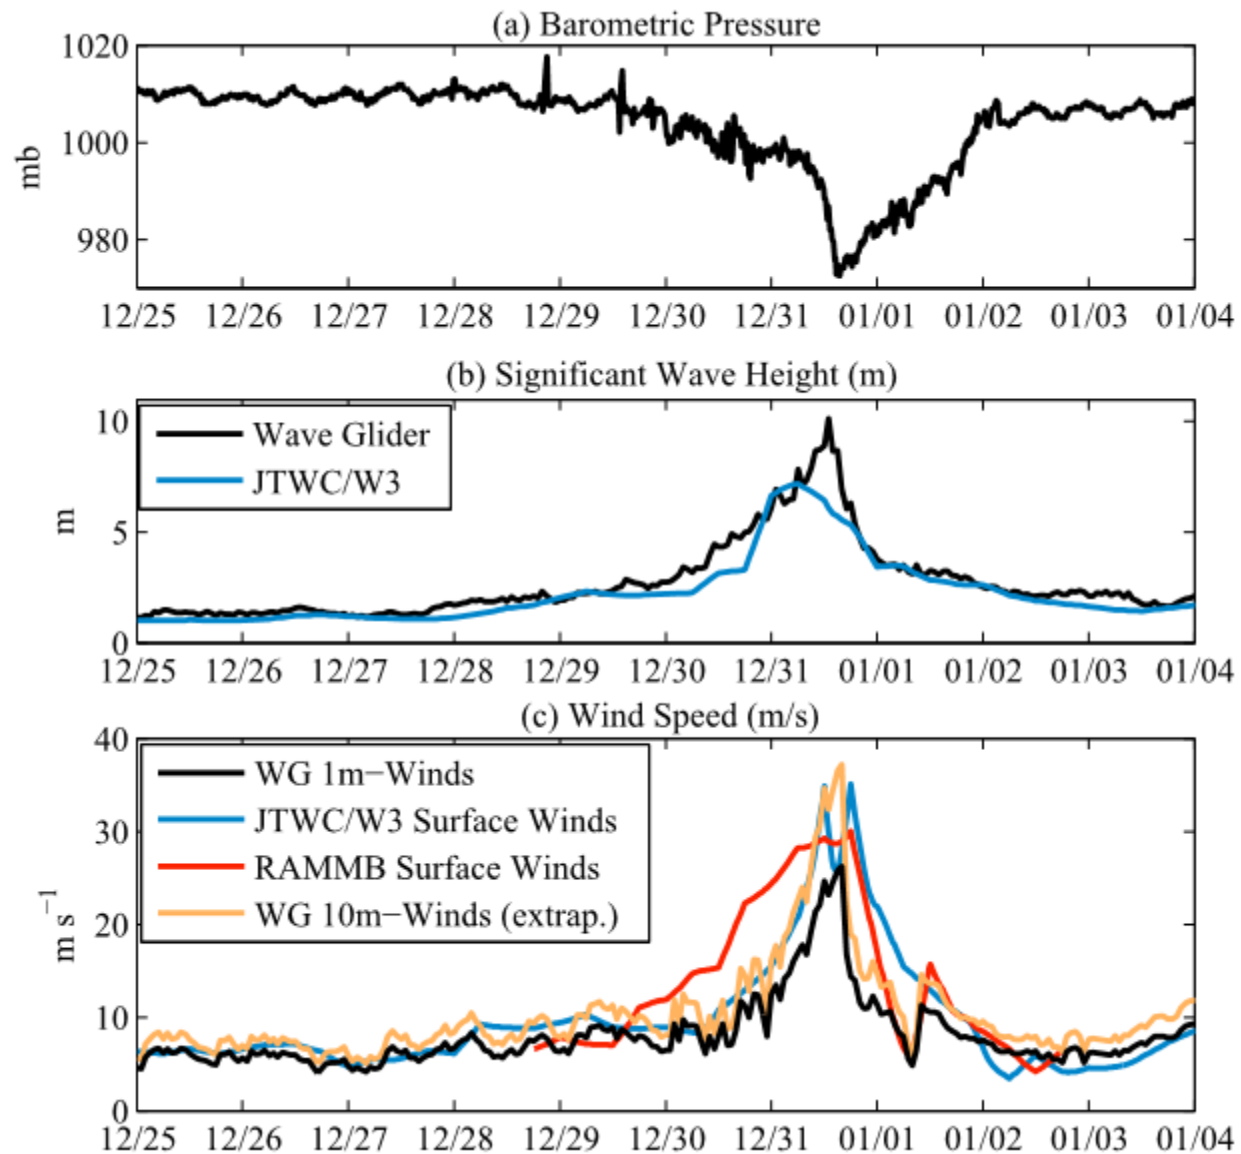 (a) Barometric Pressure
1020
1000
980
mb
12/25 12/26 12/27 12/28 12/29 12/30 12/31 01/01 01/02 01/03 01/04
(b) Significant Wave Height (m)
10
5
0
m
Wave Glider
JTWC/W3
12/25 12/26 12/27 12/28 12/29 12/30 12/31 01/01 01/02 01/03 01/04
(c) Wind Speed (m/s)
40
30
20
10
0
m s⁻¹
WG 1m−Winds
JTWC/W3 Surface Winds
RAMMB Surface Winds
WG 10m−Winds (extrap.)
12/25 12/26 12/27 12/28 12/29 12/30 12/31 01/01 01/02 01/03 01/04